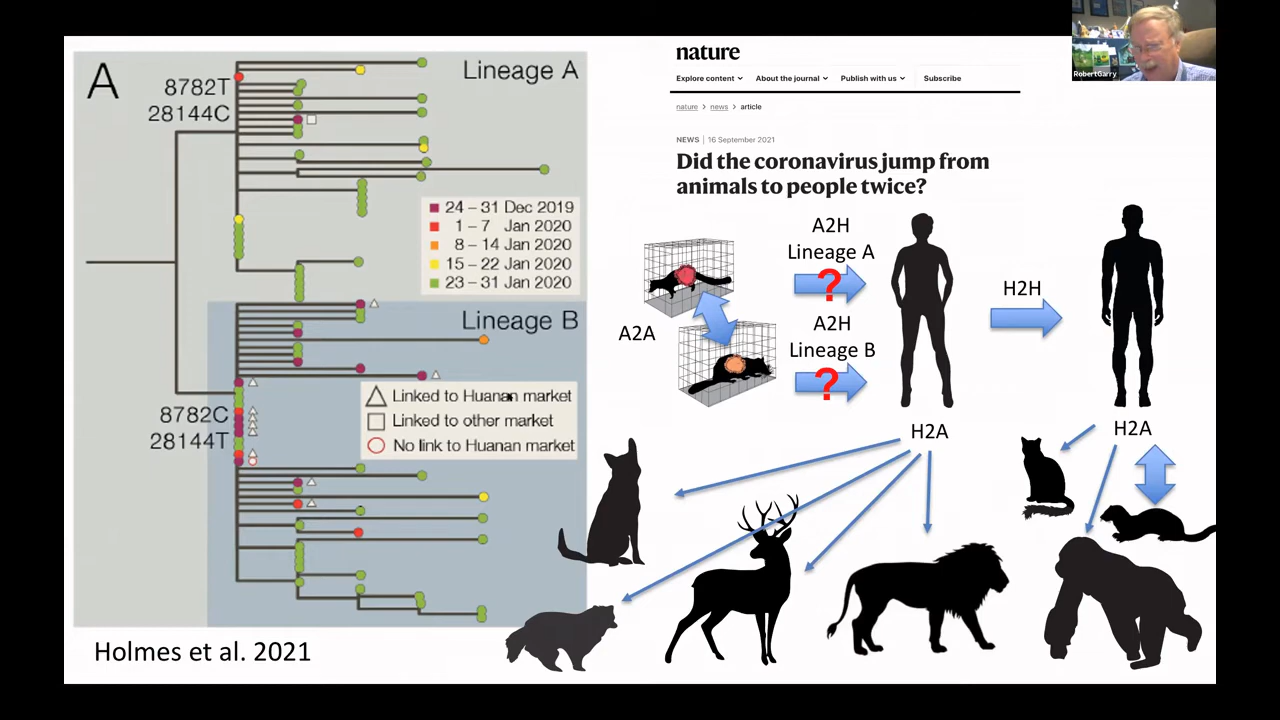 A
Lineage A
8782T
28144C
24 – 31 Dec 2019
1 – 7 Jan 2020
8 – 14 Jan 2020
15 – 22 Jan 2020
23 – 31 Jan 2020
Lineage B
Linked to Huanan market
Linked to other market
No link to Huanan market
8782C
28144T
Holmes et al. 2021
nature
Explore content
About the journal
Publish with us
Subscribe
nature > news > article
NEWS | 16 September 2021
Did the coronavirus jump from
animals to people twice?
A2A
A2H
Lineage A
?
A2H
Lineage B
?
H2H
H2A
H2A
RobertGarry